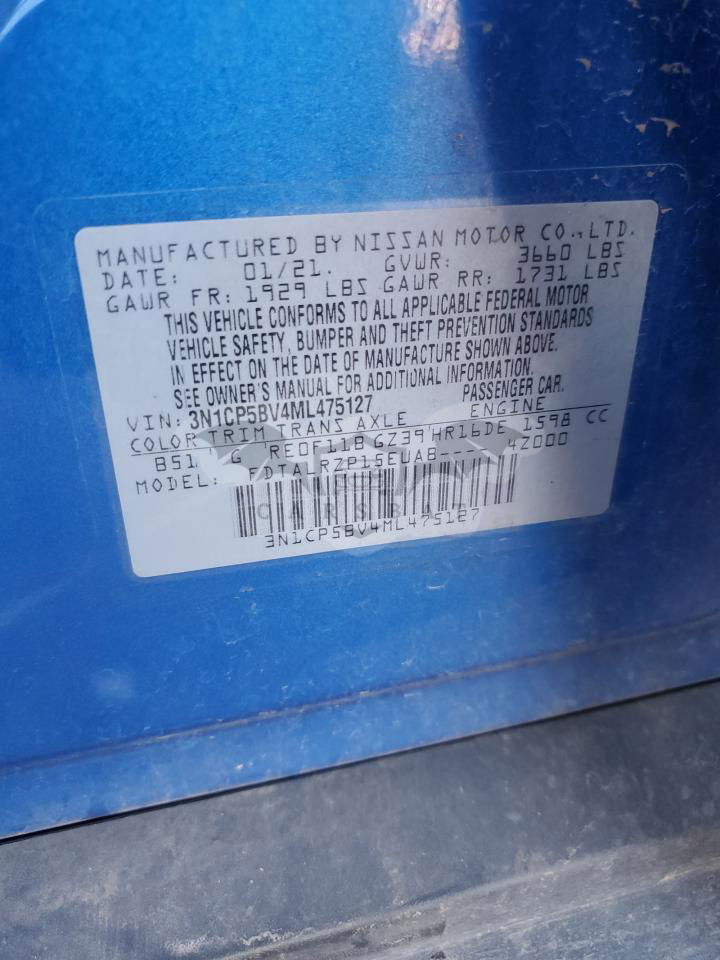 MANUFACTURED BY NISSAN MOTOR CO., LTD.
DATE: 01/21. GVWR: 3660 LBS
GAWR FR: 1929 LBS GAWR RR: 1731 LBS
THIS VEHICLE CONFORMS TO ALL APPLICABLE FEDERAL MOTOR
VEHICLE SAFETY, BUMPER AND THEFT PREVENTION STANDARDS
IN EFFECT ON THE DATE OF MANUFACTURE SHOWN ABOVE.
SEE OWNER'S MANUAL FOR ADDITIONAL INFORMATION
VIN: 3N1CP5BV4ML475127 PASSENGER CAR.
COLOR TRIM TRANS AXLE ENGINE
B51 G RE0F11B GZ39 HR16DE 1598 CC
MODEL: FDTALRZP15EUAB---- 4Z000
CARSBAT
3N1CP5BV4ML475127